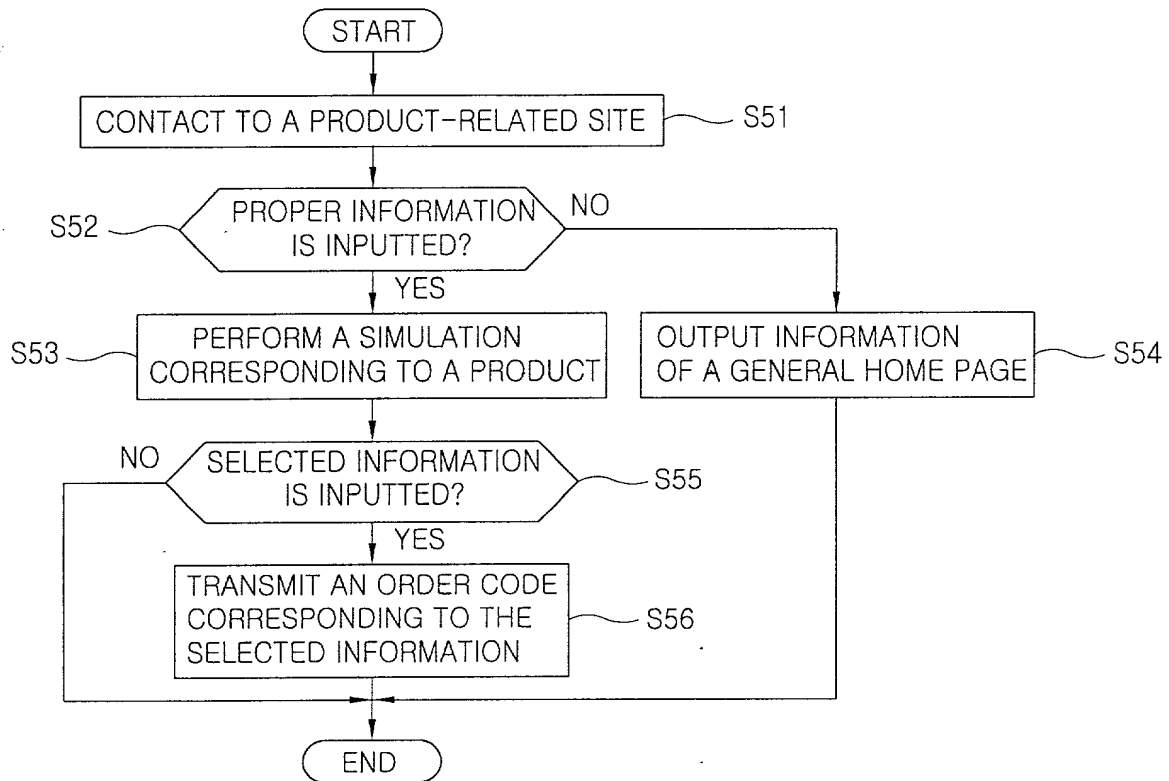 START
CONTACT TO A PRODUCT-RELATED SITE
S51
S52
PROPER INFORMATION
IS INPUTTED?
NO
YES
S53
PERFORM A SIMULATION
CORRESPONDING TO A PRODUCT
OUTPUT INFORMATION
OF A GENERAL HOME PAGE
S54
NO
SELECTED INFORMATION
IS INPUTTED?
S55
YES
TRANSMIT AN ORDER CODE
CORRESPONDING TO THE
SELECTED INFORMATION
S56
END